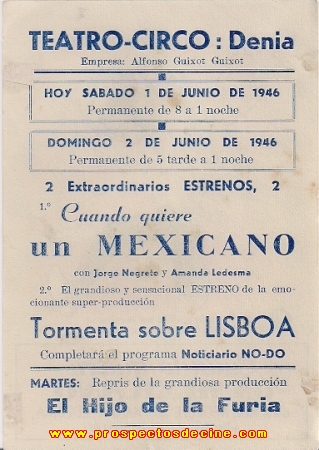 TEATRO-CIRCO : Denia
Empresa: Alfonso Guixot Guixot
HOY SABADO 1 DE JUNIO DE 1946
Permanente de 8 a 1 noche
DOMINGO 2 DE JUNIO DE 1946
Permanente de 5 tarde a 1 noche
2 Extraordinarios ESTRENOS, 2
1.º Cuando quiere
un MEXICANO
con Jorge Negrete y Amanda Ledesma
2.º El grandioso y sensacional ESTRENO de la emo-
cionante super-producción
Tormenta sobre LISBOA
Completará el programa Noticiario NO-DO
MARTES: Repris de la grandiosa producción
El Hijo de la Furia
www.prospectosdecine.com